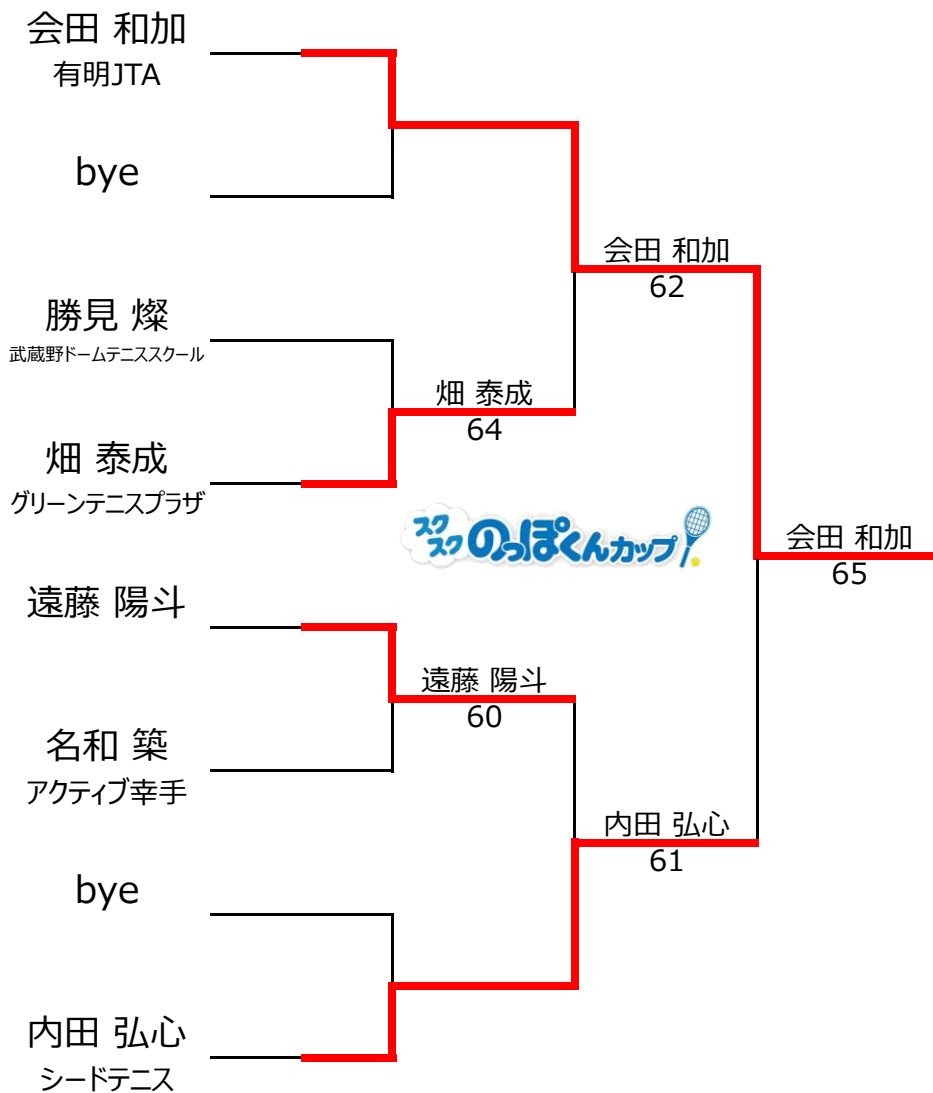 会田 和加
有明JTA
bye
会田 和加
62
勝見 燦
武蔵野ドームテニススクール
畑 泰成
64
畑 泰成
グリーンテニスプラザ
スク
スク のっぽくんカップ
会田 和加
65
遠藤 陽斗
遠藤 陽斗
60
名和 築
アクティブ幸手
内田 弘心
61
bye
内田 弘心
シードテニス